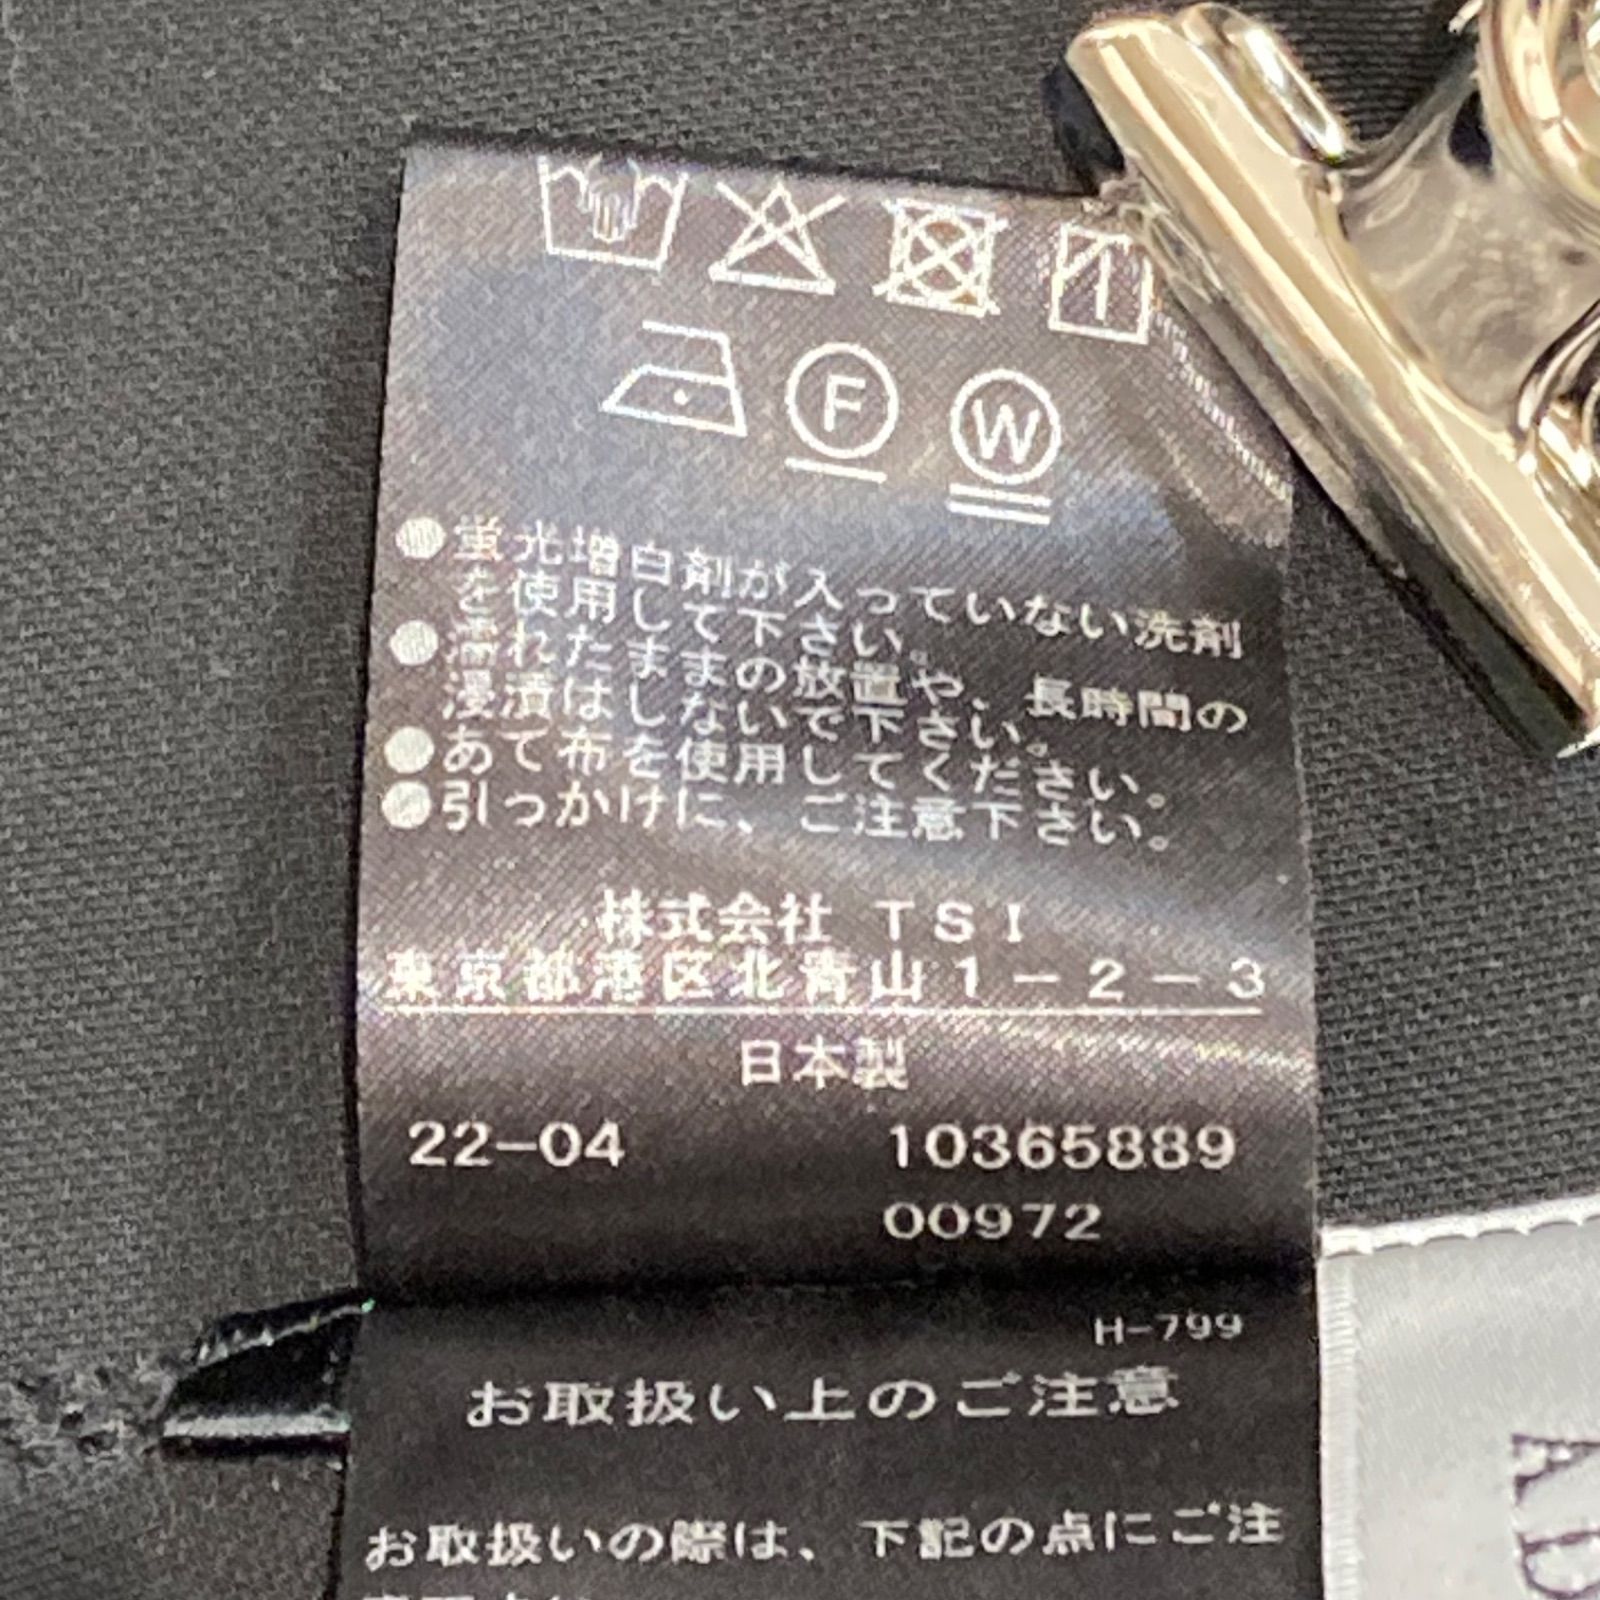 F W
●蛍光増白剤が入っていない洗剤
を使用して下さい。
●濡れたままの放置や、長時間の
浸漬はしないで下さい。
●あて布を使用してください。
●引っかけに、ご注意下さい。
株式会社 TSI
東京都港区北青山1-2-3
日本製
22-04 10365889
00972
H-799
お取扱い上のご注意
お取扱いの際は、下記の点にご注